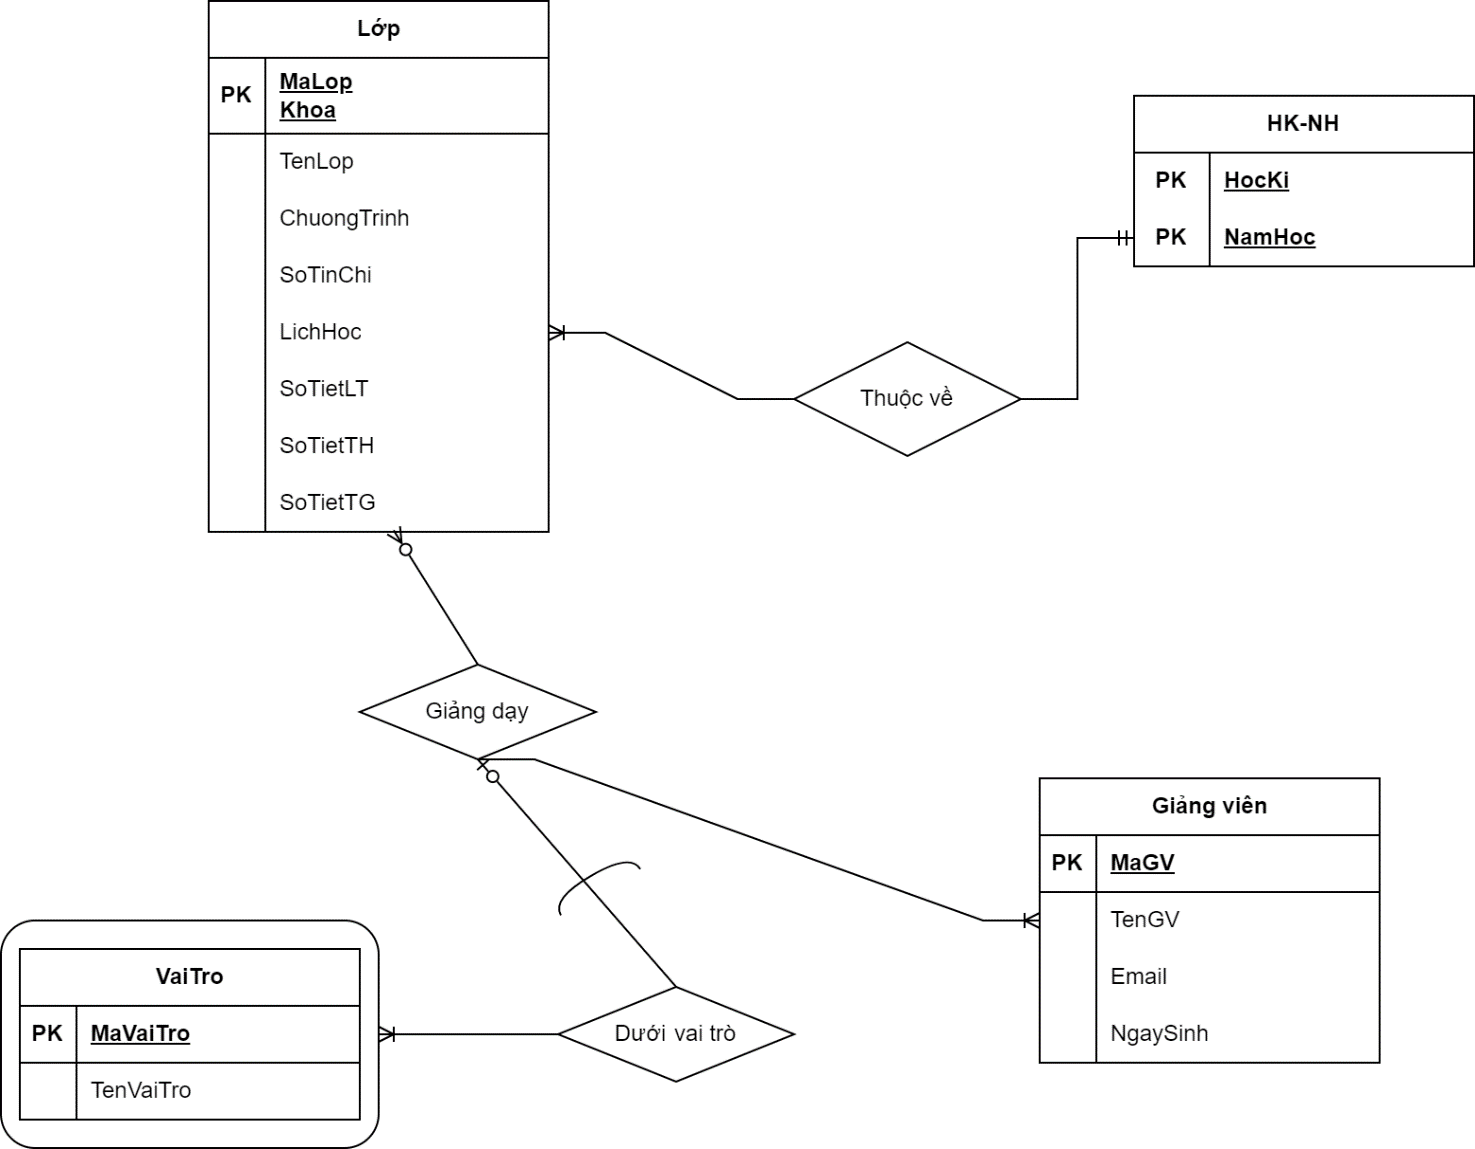 Lớp
PK
MaLop
Khoa
TenLop
ChuongTrinh
SoTinChi
LichHoc
SoTietLT
SoTietTH
SoTietTG
HK-NH
PK HocKi
PK NamHoc
Thuộc về
Giảng dạy
Giảng viên
PK MaGV
TenGV
Email
NgaySinh
VaiTro
PK MaVaiTro
TenVaiTro
Dưới vai trò